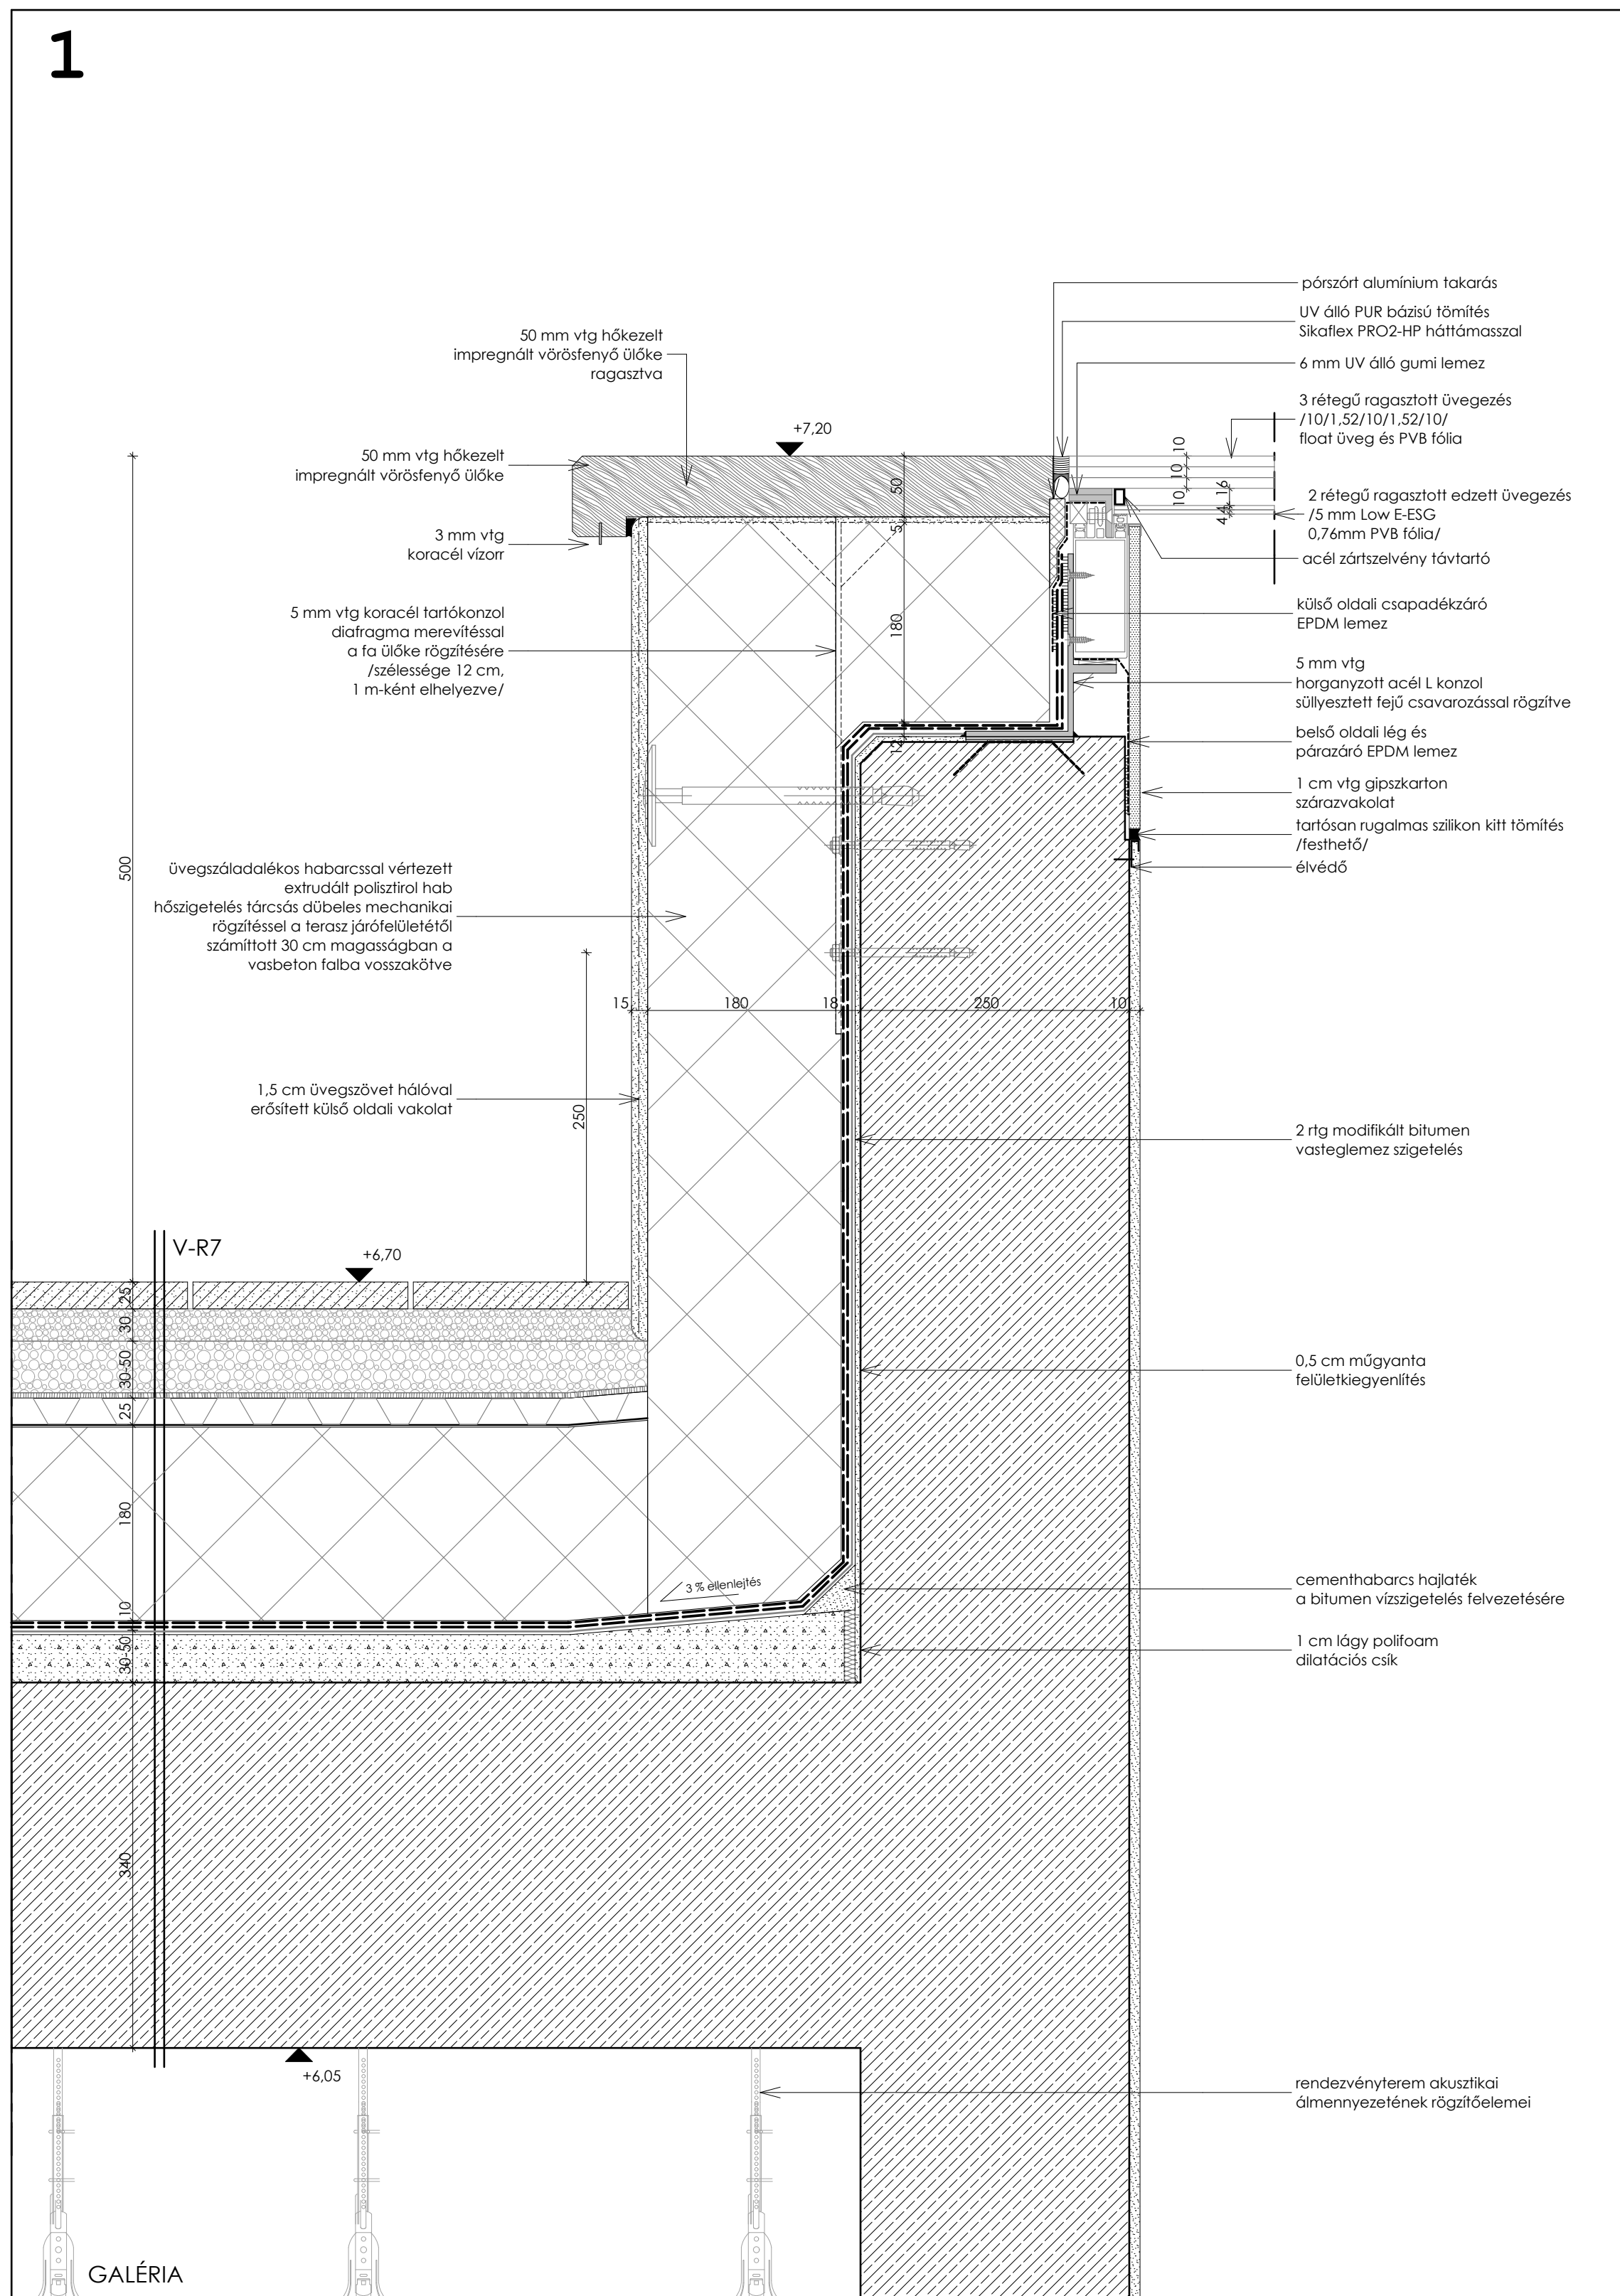 1
pórszórt alumínium takarás
UV álló PUR bázisú tömítés
Sikaflex PRO2-HP háttámasszal
6 mm UV álló gumi lemez
3 rétegű ragasztott üvegezés
/10/1,52/10/1,52/10/
float üveg és PVB fólia
2 rétegű ragasztott edzett üvegezés
/5 mm Low E-ESG
0,76mm PVB fólia/
acél zártszelvény távtartó
külső oldali csapadékzáró
EPDM lemez
5 mm vtg
horganyzott acél L konzol
süllyesztett fejű csavarozással rögzítve
belső oldali lég és
párazáró EPDM lemez
1 cm vtg gipszkarton
szárazvakolat
tartósan rugalmas szilikon kitt tömítés
/festhető/
élvédő
2 rtg modifikált bitumen
vasteglemez szigetelés
0,5 cm műgyanta
felületkiegyenlítés
cementhabarcs hajlaték
a bitumen vízszigetelés felvezetésére
1 cm lágy polifoam
dilatációs csík
rendezvényterem akusztikai
álmennyezetének rögzítőelemei
50 mm vtg hőkezelt
impregnált vörösfenyő ülőke
ragasztva
+7,20
50 mm vtg hőkezelt
impregnált vörösfenyő ülőke
3 mm vtg
koracél vízorr
5 mm vtg koracél tartókonzol
diafragma merevítéssal
a fa ülőke rögzítésére
/szélessége 12 cm,
1 m-ként elhelyezve/
üvegszáladalékos habarccsal vértezett
extrudált polisztirol hab
hőszigetelés tárcsás dübeles mechanikai
rögzítéssel a terasz járófelületétől
számíttott 30 cm magasságban a
vasbeton falba vosszakötve
1,5 cm üvegszövet hálóval
erősített külső oldali vakolat
V-R7
+6,70
3 % ellenlejtés
+6,05
GALÉRIA
10
10
10
16
44
50
5
180
12
500
250
15
180
18
250
10
25
30
30-50
25
180
10
30-50
340